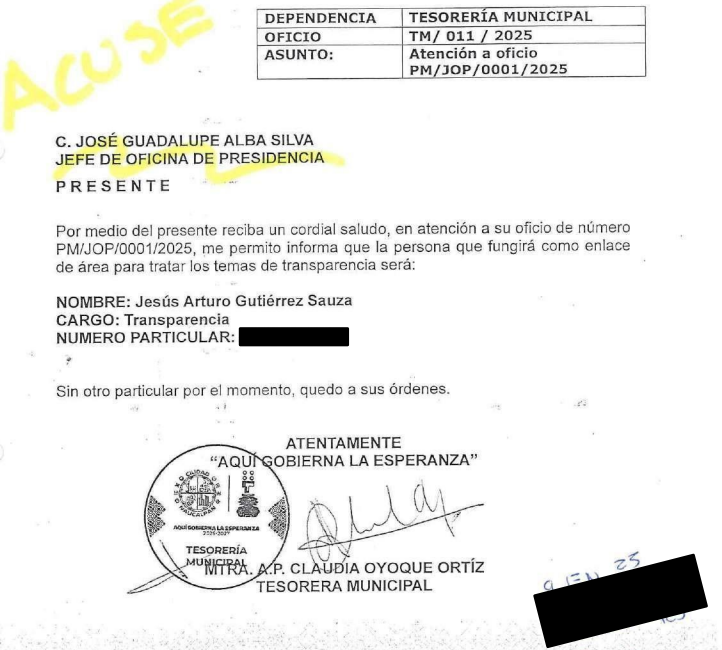 ACUSE
DEPENDENCIA TESORERÍA MUNICIPAL
OFICIO TM/ 011 / 2025
ASUNTO: Atención a oficio
PM/JOP/0001/2025
C. JOSÉ GUADALUPE ALBA SILVA
JEFE DE OFICINA DE PRESIDENCIA
P R E S E N T E
Por medio del presente reciba un cordial saludo, en atención a su oficio de número
PM/JOP/0001/2025, me permito informa que la persona que fungirá como enlace
de área para tratar los temas de transparencia será:
NOMBRE: Jesús Arturo Gutiérrez Sauza
CARGO: Transparencia
NUMERO PARTICULAR:
Sin otro particular por el momento, quedo a sus órdenes.
ATENTAMENTE
“AQUÍ GOBIERNA LA ESPERANZA”
AQUÍ GOBIERNA LA ESPERANZA
2025-2027
TESORERÍA
MUNICIPAL
MTRA. A.P. CLAUDIA OYOQUE ORTÍZ
TESORERA MUNICIPAL
9 EN 25